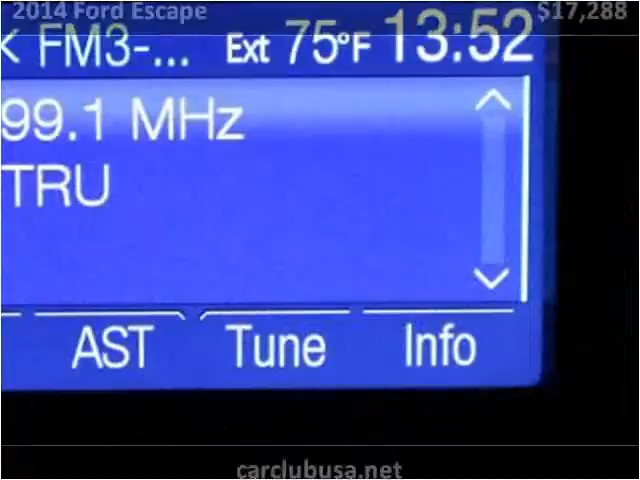 2014 Ford Escape $17,288
< FM3-... Ext 75°F 13:52
99.1 MHz
TRU
AST Tune Info
carclubusa.net